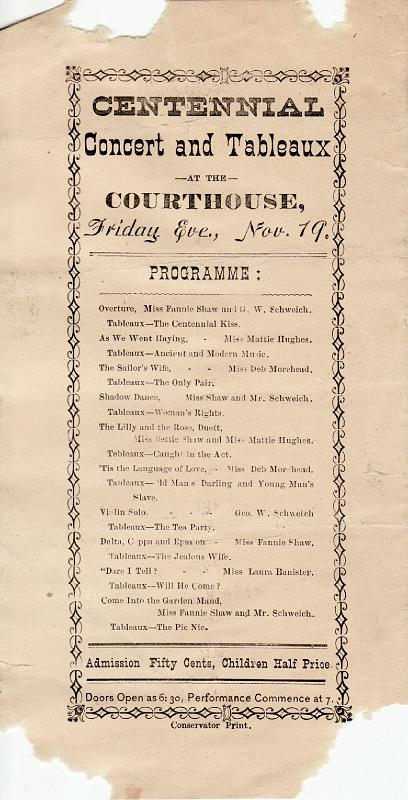 CENTENNIAL
Concert and Tableaux
—AT THE—
COURTHOUSE,
Friday Eve., Nov. 19.
PROGRAMME:
Overture, Miss Fannie Shaw and G. W. Schweich.
Tableaux—The Centennial Kiss.
As We Went Haying, - Miss Mattie Hughes.
Tableaux—Ancient and Modern Music.
The Sailor's Wife, - - Miss Deb Morehead.
Tableaux—The Only Pair.
Shadow Dance, Miss Shaw and Mr. Schweich.
Tableaux—Woman's Rights.
The Lilly and the Rose, Duett,
Miss Bettie Shaw and Miss Mattie Hughes.
Tebleaux—Caught in the Act.
'Tis the Language of Love, - Miss Deb Morehead.
Tableaux—Old Man's Darling and Young Man's
Slave.
Violin Solo, - - - Geo. W. Schweich
Tableaux—The Tea Party.
Delta, and - Miss Fannie Shaw.
Tableaux—The Jealous Wife.
"Dare I Tell? - - Miss Laura Banister.
Tableaux—Will He Come?
Come Into the Garden Maud,
Miss Fannie Shaw and Mr. Schweich.
Tableaux—The Pic Nic.
Admission Fifty Cents, Children Half Price
Doors Open as 6:30, Performance Commence at 7.
Conservator Print.